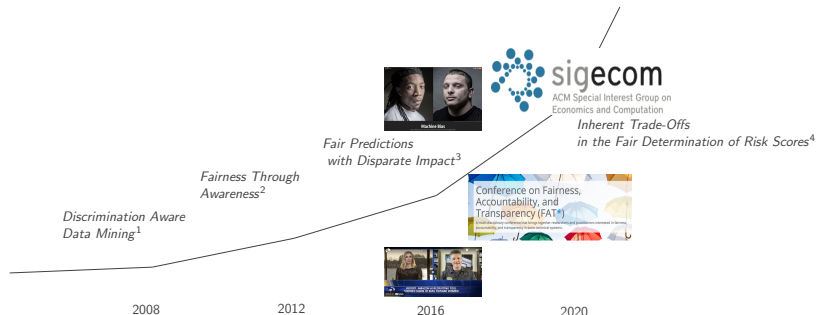 sigecom
ACM Special Interest Group on
Economics and Computation
Machine Bias
Inherent Trade-Offs
in the Fair Determination of Risk Scores⁴
Fair Predictions
with Disparate Impact³
Fairness Through
Awareness²
Conference on Fairness,
Accountability, and
Transparency (FAT*)
Discrimination Aware
Data Mining¹
2008
2012
2016
2020